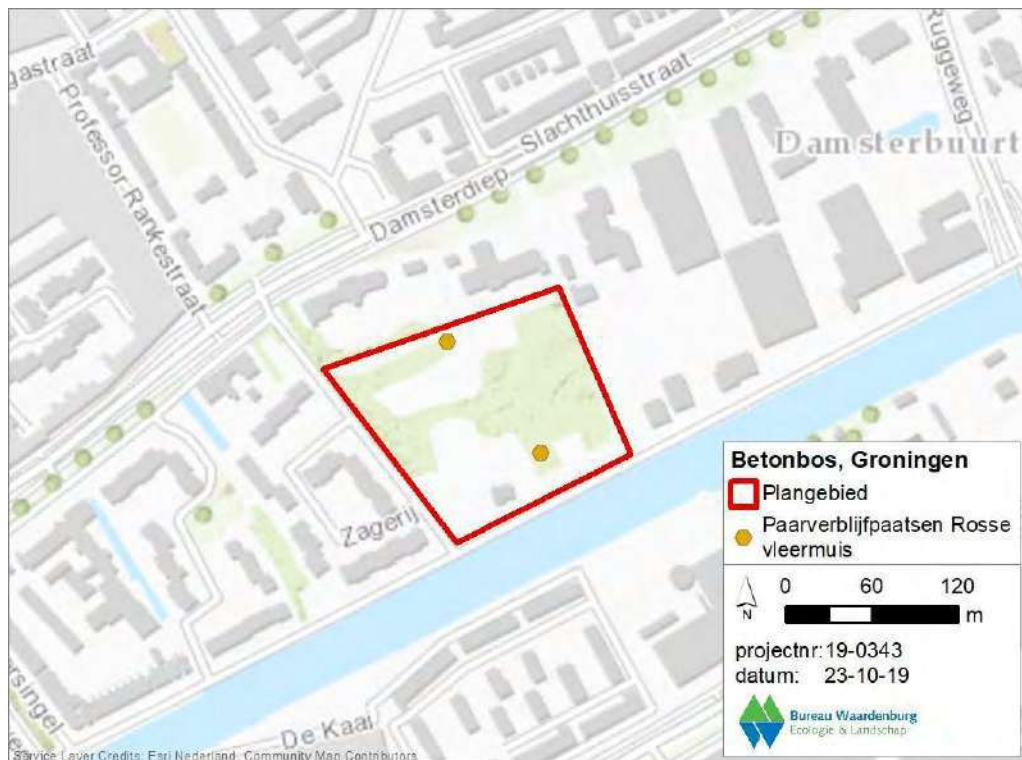 gastraat
Professor Rankestraat
Slachthuisstraat
Ruggeweg
Damsterbuurt
Damsterdiep
Zagerij
De Kaai
singel
Betonbos, Groningen
Plangebied
Paarverblijfpaatsen Rosse
vleermuis
N
0 60 120
m
projectnr: 19-0343
datum: 23-10-19
Bureau Waardenburg
Ecologie & Landschap
Service Layer Credits: Esri Nederland, Community Map Contributors